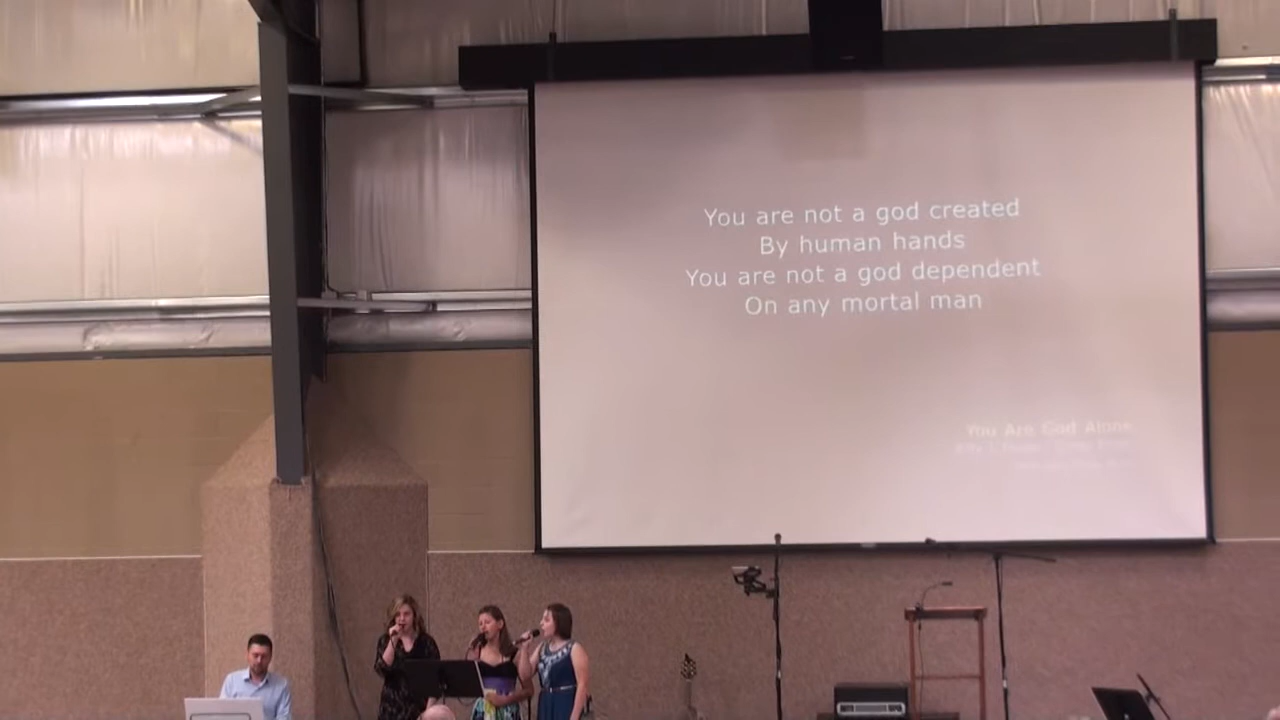 You are not a god created
By human hands
You are not a god dependent
On any mortal man
You Are God Alone